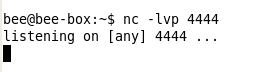 bee@bee-box:~$ nc -lvp 4444
listening on [any] 4444 ...